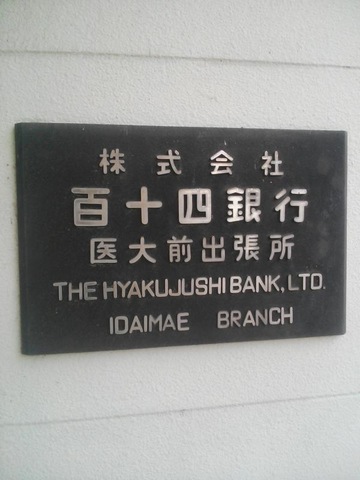 株式会社
百十四銀行
医大前出張所
THE HYAKUJUSHI BANK, LTD.
IDAIMAE BRANCH